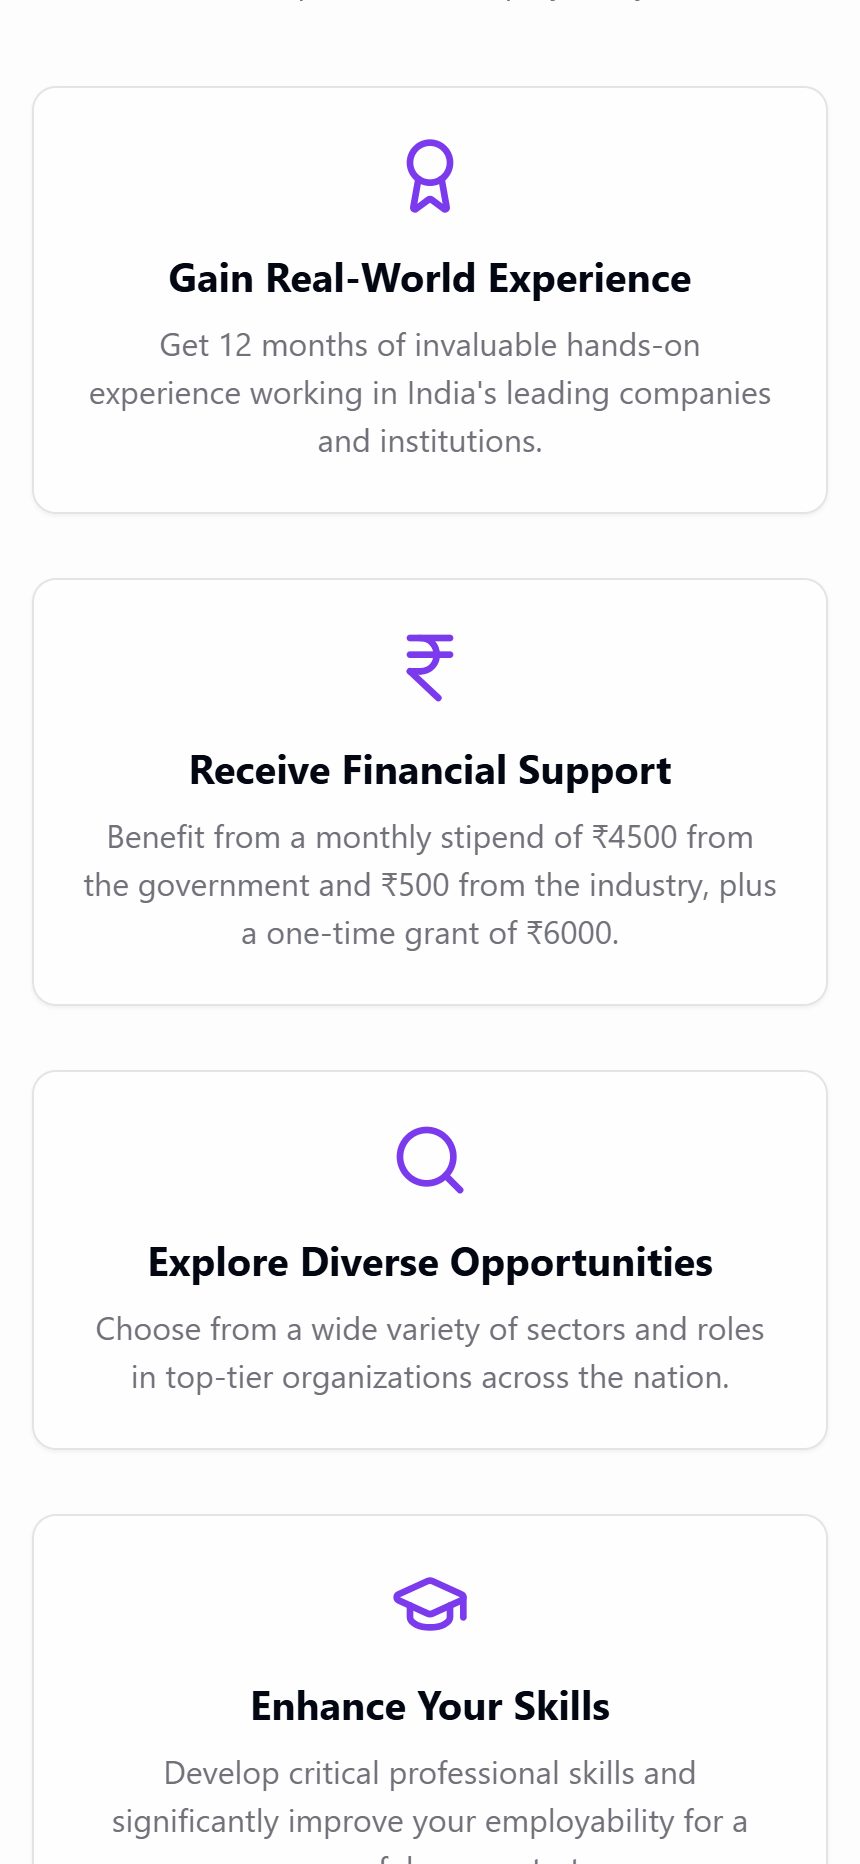 Gain Real-World Experience
Get 12 months of invaluable hands-on
experience working in India's leading companies
and institutions.
Receive Financial Support
Benefit from a monthly stipend of ₹4500 from
the government and ₹500 from the industry, plus
a one-time grant of ₹6000.
Explore Diverse Opportunities
Choose from a wide variety of sectors and roles
in top-tier organizations across the nation.
Enhance Your Skills
Develop critical professional skills and
significantly improve your employability for a